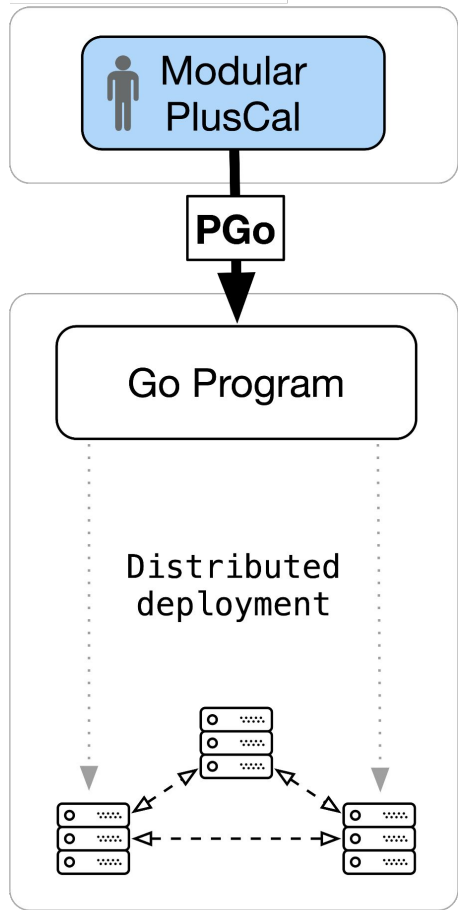 Modular
PlusCal
PGo
Go Program
Distributed
deployment